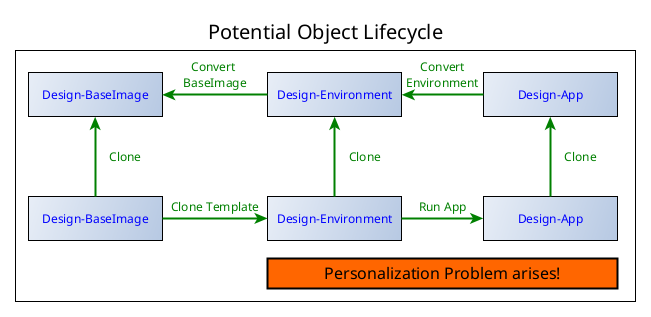 Potential Object Lifecycle
Convert
BaseImage
Convert
Environment
Design-BaseImage
Design-Environment
Design-App
Clone
Clone
Clone
Clone Template
Run App
Design-BaseImage
Design-Environment
Design-App
Personalization Problem arises!